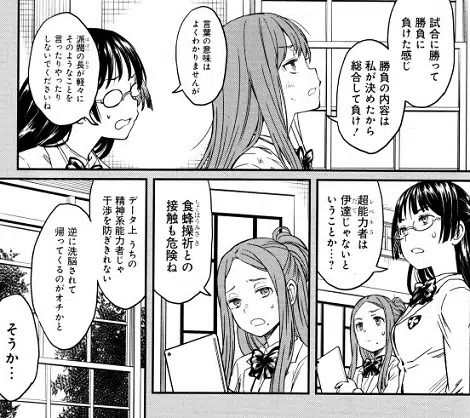 試合に勝って
勝負に
負けた感じ
勝負の内容は
私が決めたから
総合して負け!
言葉の意味は
よくわかりませんが
派閥の長が軽々に
そのようなことを
言ったりやったり
しないでくださいね
超能力者は
伊達じゃないと
いうことか…?
食蜂操祈との
接触も危険ね
データ上 うちの
精神系能力者じゃ
干渉を防ぎきれない
逆に洗脳されて
帰ってくるのがオチかと
そうか…